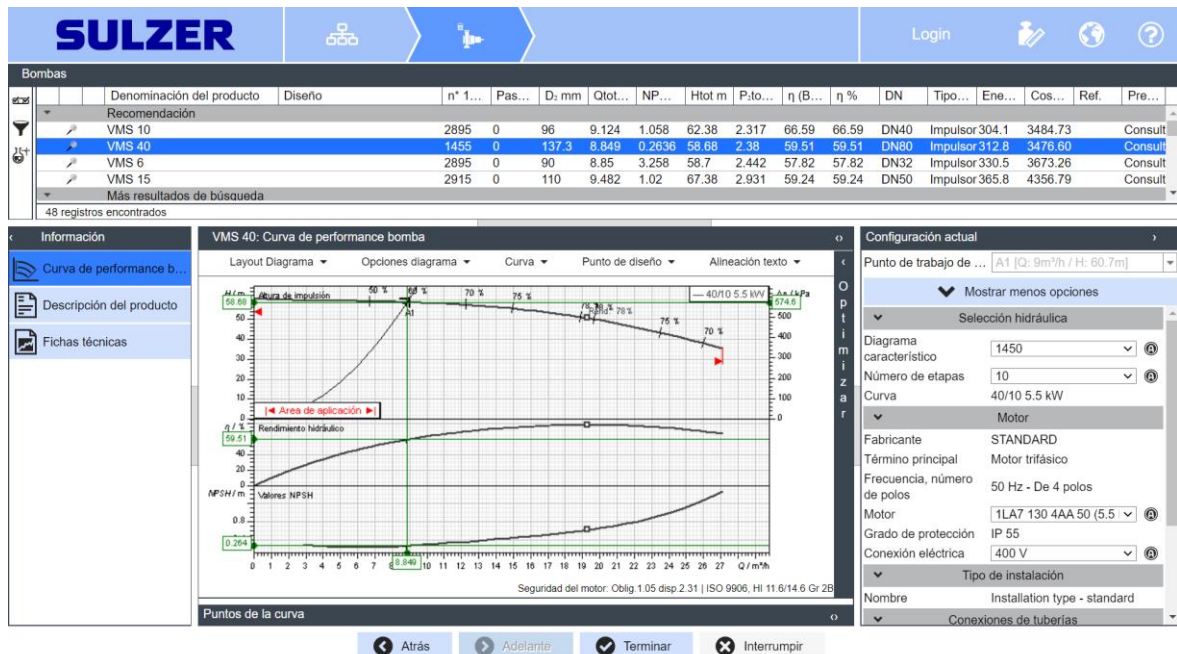 SULZER
Login
Bombas
Denominación del producto Diseño n° 1... Pas... D₂ mm Qtot... NP... Htot m P₂to... η (B... η % DN Tipo... Ene... Cos... Ref. Pre...
Recomendación
VMS 10 2895 0 96 9.124 1.058 62.38 2.317 66.59 66.59 DN40 Impulsor 304.1 3484.73 Consult
VMS 40 1455 0 137.3 8.849 0.2636 58.68 2.38 59.51 59.51 DN80 Impulsor 312.8 3476.60 Consult
VMS 6 2895 0 90 8.85 3.258 58.7 2.442 57.82 57.82 DN32 Impulsor 330.5 3673.26 Consult
VMS 15 2915 0 110 9.482 1.02 67.38 2.931 59.24 59.24 DN50 Impulsor 365.8 4356.79 Consult
Más resultados de búsqueda
48 registros encontrados
Información
Curva de performance b...
Descripción del producto
Fichas técnicas
VMS 40: Curva de performance bomba
Layout Diagrama Opciones diagrama Curva Punto de diseño Alineación texto
Optimizar
H / m Altura de impulsión 50 % 70 % 75 % 40/10 5.5 kW Δp / kPa
58.68 A1 78 % 574.6
50 75 % 500
40 70 % 400
30 300
20 200
10 100
|◄ Area de aplicación ►|
0 0
η / % Rendimiento hidráulico
59.51
40
20
0
NPSH / m Valores NPSH
0.8
0.264
0 1 2 3 4 5 6 7 8.849 10 11 12 13 14 15 16 17 18 19 20 21 22 23 24 25 26 27 Q / m³/h
Seguridad del motor: Oblig.1.05 disp.2.31 | ISO 9906, HI 11.6/14.6 Gr 2B
Puntos de la curva
Configuración actual
Punto de trabajo de ... A1 [Q: 9m³/h / H: 60.7m]
Mostrar menos opciones
Selección hidráulica
Diagrama característico 1450
Número de etapas 10
Curva 40/10 5.5 kW
Motor
Fabricante STANDARD
Término principal Motor trifásico
Frecuencia, número de polos 50 Hz - De 4 polos
Motor 1LA7 130 4AA 50 (5.5
Grado de protección IP 55
Conexión eléctrica 400 V
Tipo de instalación
Nombre Installation type - standard
Conexiones de tuberías
Atrás Adelante Terminar Interrumpir